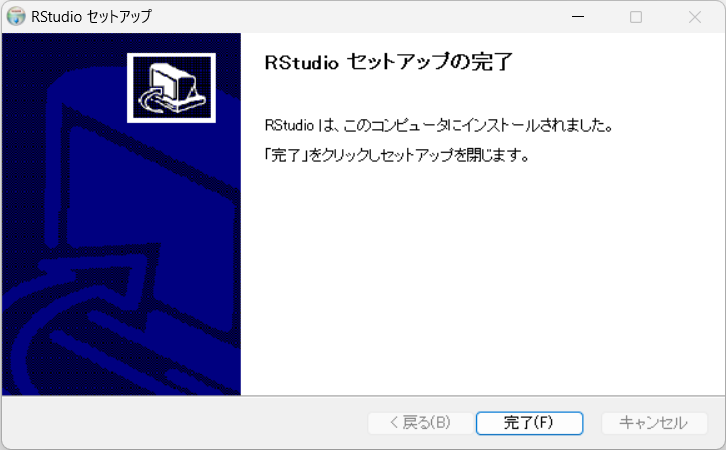 RStudio セットアップ
RStudio セットアップの完了
RStudio は、このコンピュータにインストールされました。
「完了」をクリックしセットアップを閉じます。
< 戻る(B)
完了(F)
キャンセル